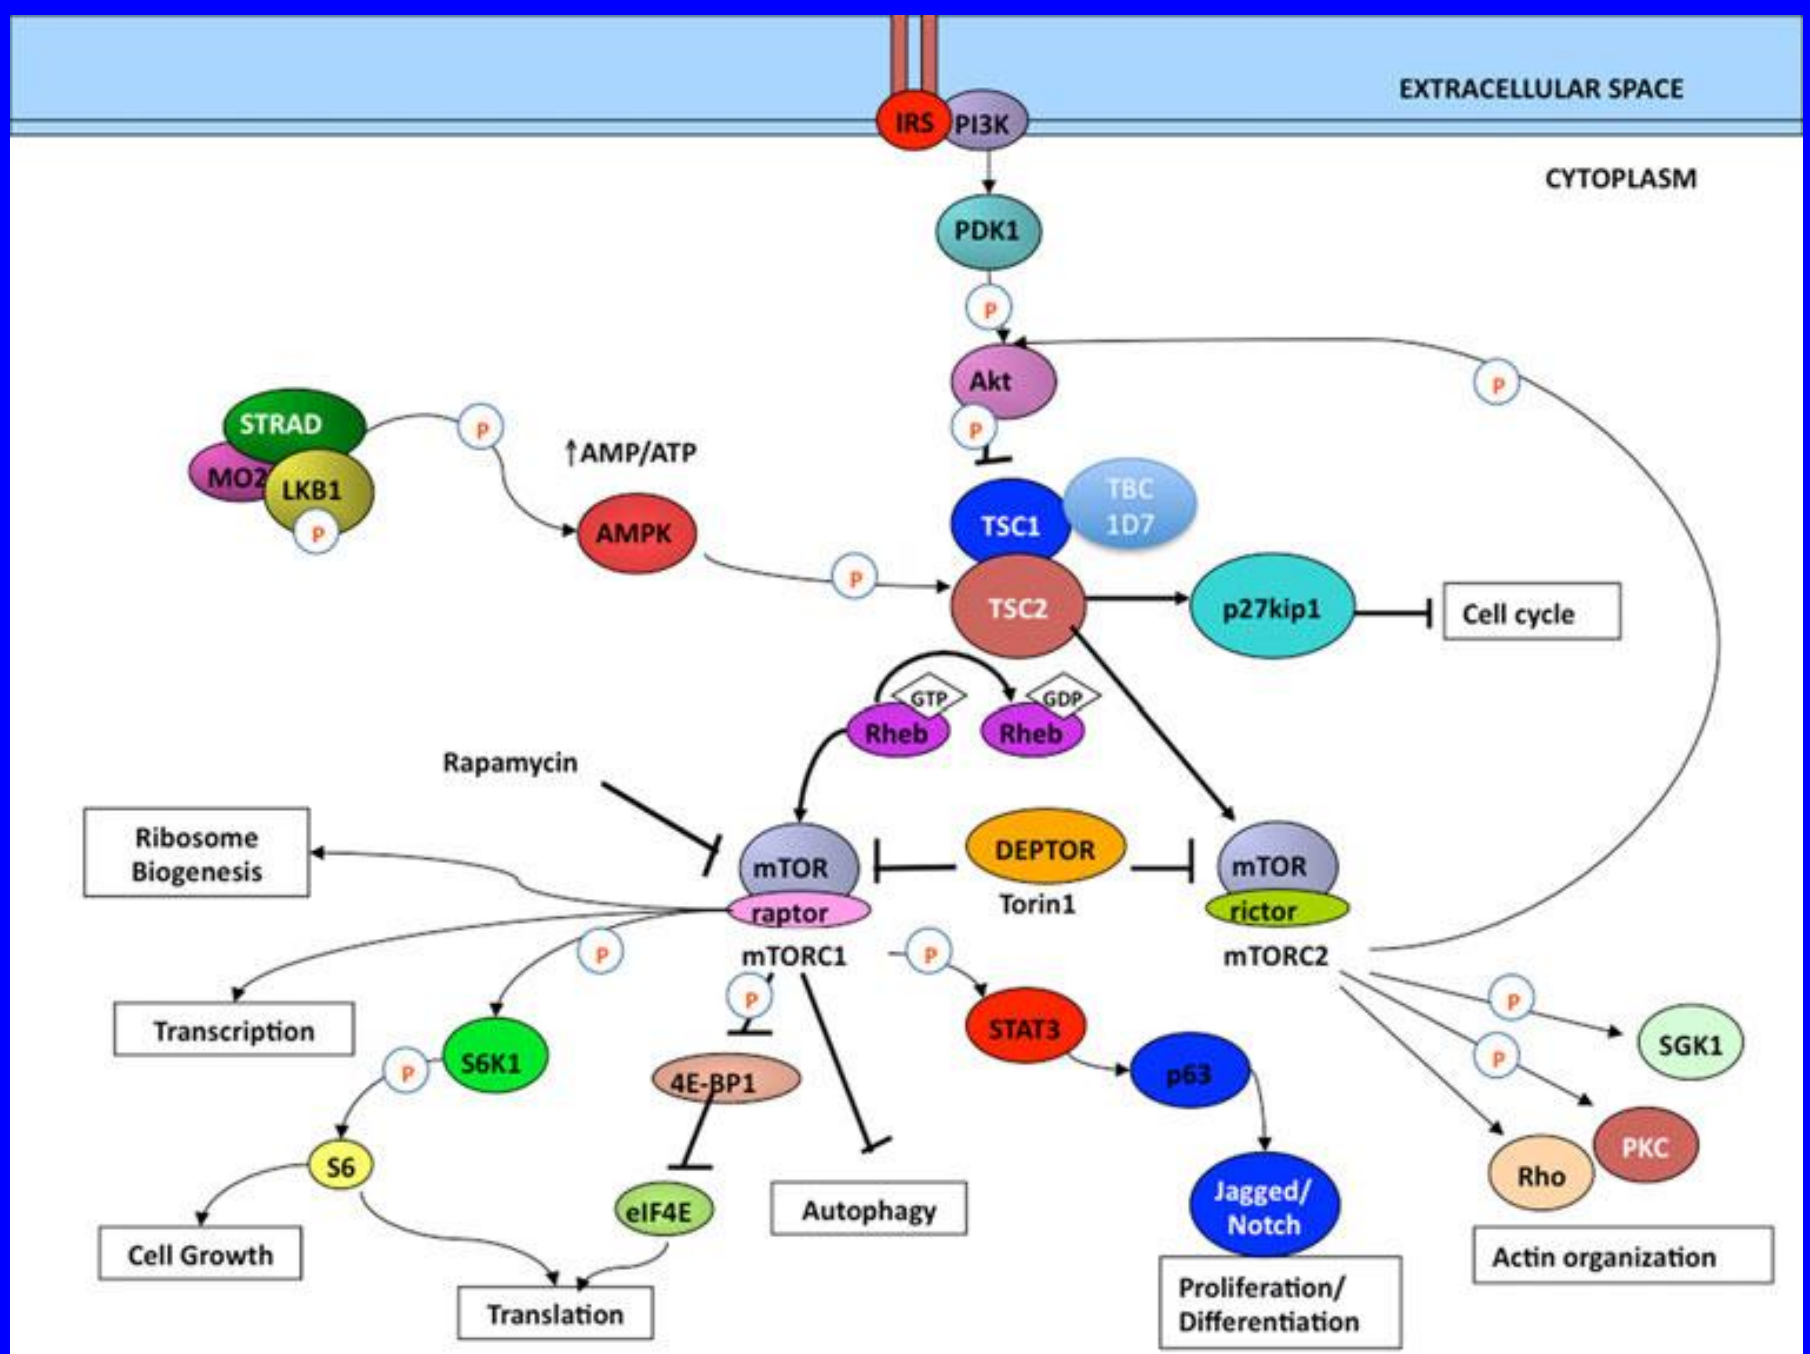 EXTRACELLULAR SPACE
IRS
PI3K
CYTOPLASM
PDK1
P
Akt
P
P
STRAD
MO2
LKB1
P
P
↑AMP/ATP
AMPK
P
TSC1
TBC
1D7
TSC2
p27kip1
Cell cycle
GTP
Rheb
GDP
Rheb
Rapamycin
Ribosome
Biogenesis
mTOR
raptor
mTORC1
DEPTOR
Torin1
mTOR
rictor
mTORC2
P
P
P
P
P
Transcription
S6K1
P
4E-BP1
STAT3
p63
SGK1
PKC
Rho
S6
eIF4E
Autophagy
Jagged/
Notch
Cell Growth
Translation
Proliferation/
Differentiation
Actin organization